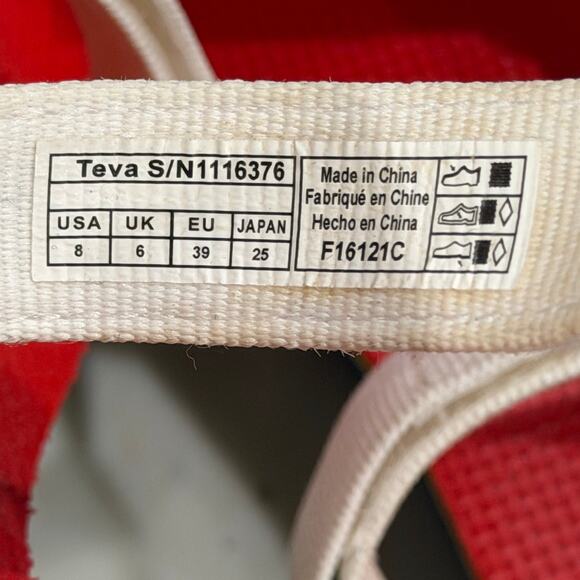 Teva S/N1116376
USA UK EU JAPAN
8 6 39 25
Made in China
Fabriqué en Chine
Hecho en China
F16121C